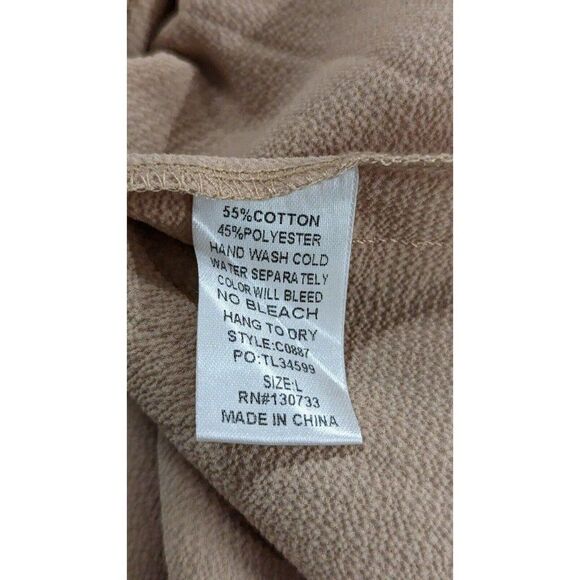 55%COTTON
45%POLYESTER
HAND WASH COLD
WATER SEPARATELY
COLOR WILL BLEED
NO BLEACH
HANG TO DRY
STYLE:C0887
PO:TL34599
SIZE:L
RN#130733
MADE IN CHINA